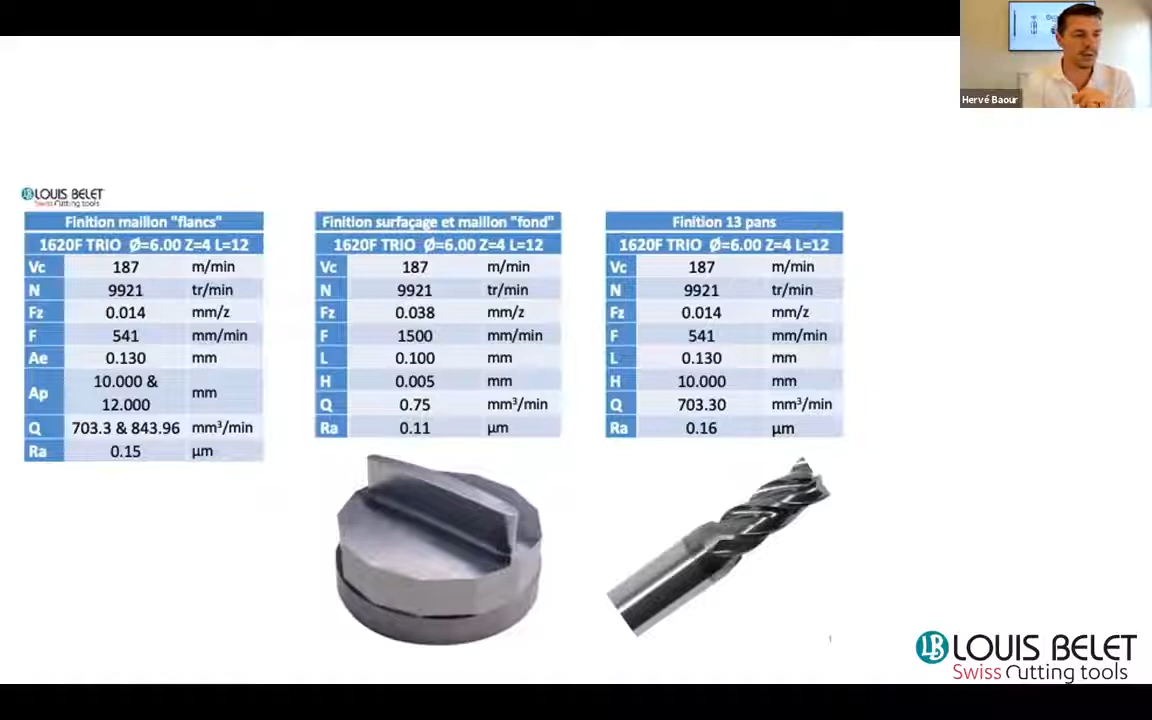 Hervé Baour
LOUIS BELET
Swiss Cutting tools
Finition maillon "flancs"
1620F TRIO Ø=6.00 Z=4 L=12
Vc 187 m/min
N 9921 tr/min
Fz 0.014 mm/z
F 541 mm/min
Ae 0.130 mm
Ap 10.000 & 12.000 mm
Q 703.3 & 843.96 mm³/min
Ra 0.15 µm
Finition surfaçage et maillon "fond"
1620F TRIO Ø=6.00 Z=4 L=12
Vc 187 m/min
N 9921 tr/min
Fz 0.038 mm/z
F 1500 mm/min
L 0.100 mm
H 0.005 mm
Q 0.75 mm³/min
Ra 0.11 µm
Finition 13 pans
1620F TRIO Ø=6.00 Z=4 L=12
Vc 187 m/min
N 9921 tr/min
Fz 0.014 mm/z
F 541 mm/min
L 0.130 mm
H 10.000 mm
Q 703.30 mm³/min
Ra 0.16 µm
LB LOUIS BELET
Swiss Cutting tools